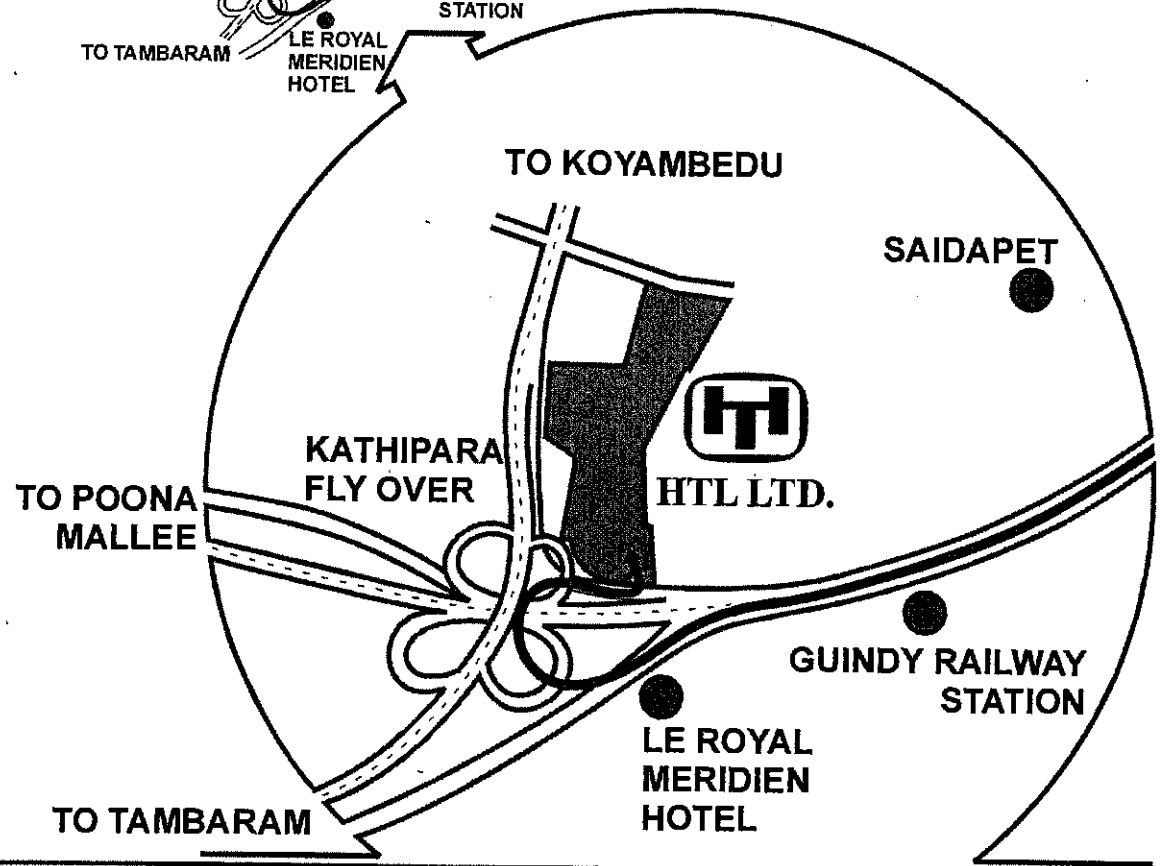 STATION
TO TAMBARAM
LE ROYAL
MERIDIEN
HOTEL
TO KOYAMBEDU
SAIDAPET
HTL
KATHIPARA
FLY OVER
HTL LTD.
TO POONA
MALLEE
GUINDY RAILWAY
STATION
LE ROYAL
MERIDIEN
HOTEL
TO TAMBARAM